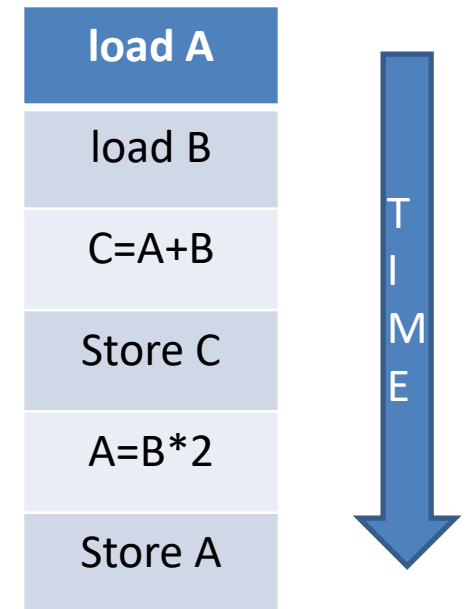 load A
load B
C=A+B
Store C
A=B*2
Store A
T
I
M
E